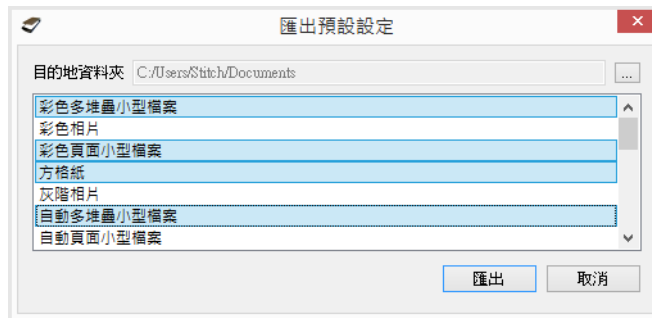 匯出預設設定
目的地資料夾 C:/Users/Stitch/Documents ...
彩色多堆疊小型檔案
彩色相片
彩色頁面小型檔案
方格紙
灰階相片
自動多堆疊小型檔案
自動頁面小型檔案
匯出 取消